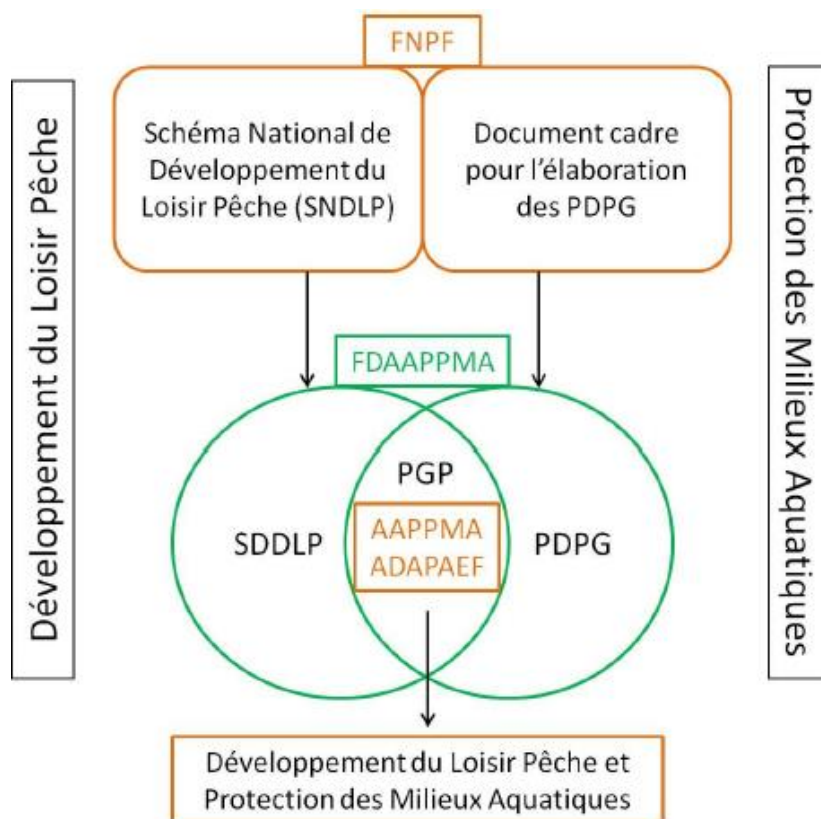 FNPF
Développement du Loisir Pêche
Schéma National de
Développement du
Loisir Pêche (SNDLP)
Document cadre
pour l'élaboration
des PDPG
Protection des Milieux Aquatiques
FDAAPPMA
PGP
SDDLP
AAPPMA
ADAPAEF
PDPG
Développement du Loisir Pêche et
Protection des Milieux Aquatiques